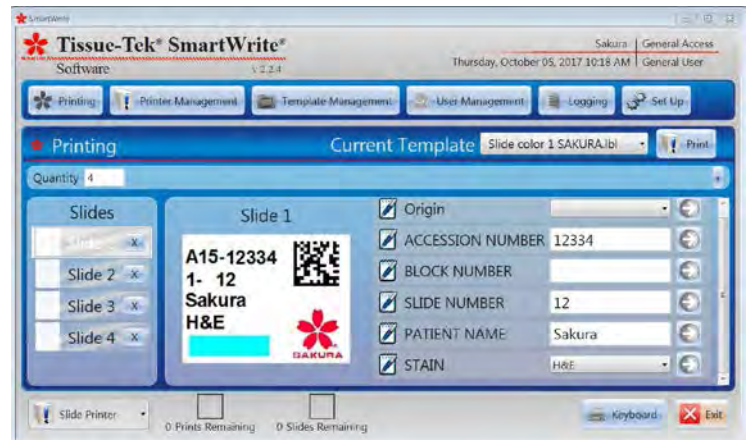 SmartWrite
Tissue-Tek® SmartWrite®
Software
v 2.2.4
Sakura | General Access
Thursday, October 05, 2017 10:18 AM | General User
Printing
Printer Management
Template Management
User Management
Logging
Set Up
Printing
Current Template
Slide color 1 SAKURA.lbl
Print
Quantity 4
Slides
X
Slide 2 X
Slide 3 X
Slide 4 X
Slide 1
A15-12334
1- 12
Sakura
H&E
SAKURA
Origin
ACCESSION NUMBER 12334
BLOCK NUMBER
SLIDE NUMBER 12
PATIENT NAME Sakura
STAIN H&E
Slide Printer
0 Prints Remaining
0 Slides Remaining
Keyboard
X Exit